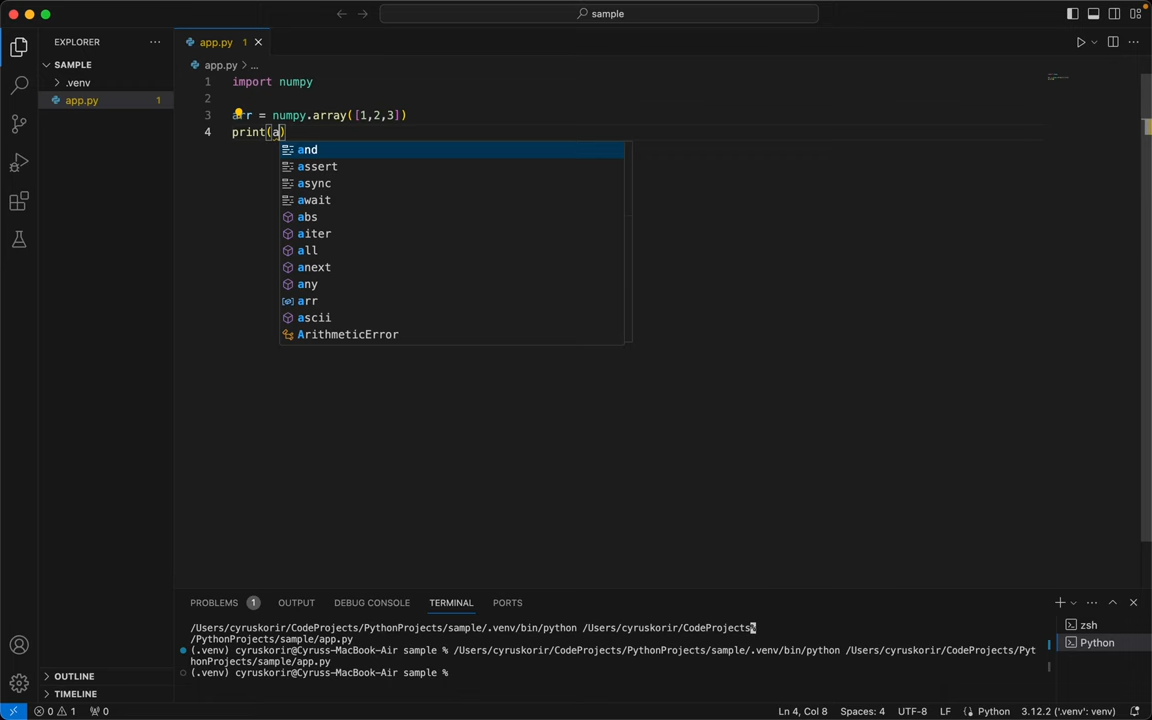 sample
EXPLORER
app.py 1
SAMPLE
app.py > ...
.venv
app.py 1
1 import numpy
2
3 arr = numpy.array([1,2,3])
4 print(a)
and
assert
async
await
abs
aiter
all
anext
any
arr
ascii
ArithmeticError
PROBLEMS 1 OUTPUT DEBUG CONSOLE TERMINAL PORTS
/Users/cyruskorir/CodeProjects/PythonProjects/sample/.venv/bin/python /Users/cyruskorir/CodeProjects%
/PythonProjects/sample/app.py
(.venv) cyruskorir@Cyruss-MacBook-Air sample % /Users/cyruskorir/CodeProjects/PythonProjects/sample/.venv/bin/python /Users/cyruskorir/CodeProjects/Pyt
honProjects/sample/app.py
(.venv) cyruskorir@Cyruss-MacBook-Air sample %
zsh
Python
OUTLINE
TIMELINE
0 1 0
Ln 4, Col 8 Spaces: 4 UTF-8 LF Python 3.12.2 ('.venv': venv)